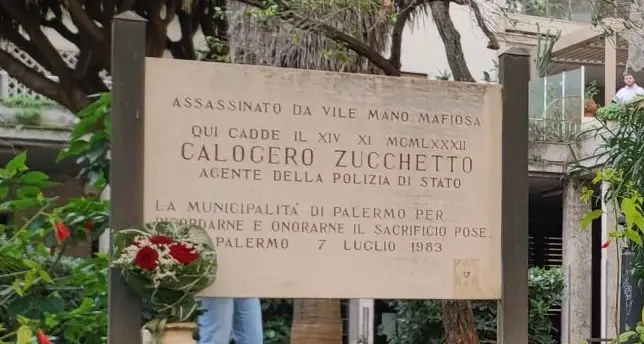 ASSASSINATO DA VILE MANO MAFIOSA
QUI CADDE IL XIV XI MCMLXXXII
CALOGERO ZUCCHETTO
AGENTE DELLA POLIZIA DI STATO
LA MUNICIPALITA' DI PALERMO PER
RICORDARNE E ONORARNE IL SACRIFICIO POSE.
PALERMO 7 LUGLIO 1983